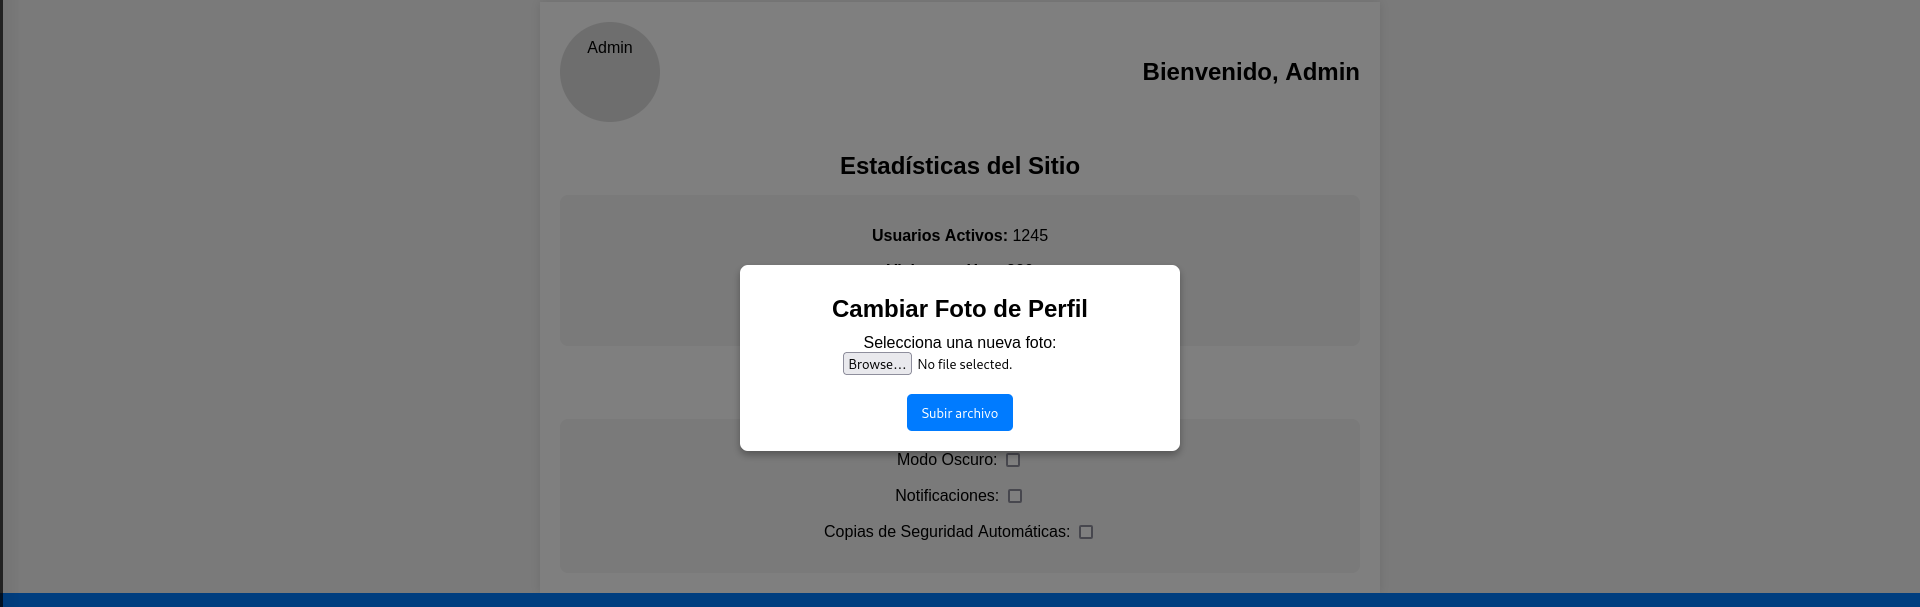 Admin
Bienvenido, Admin
Estadísticas del Sitio
Usuarios Activos: 1245
Cambiar Foto de Perfil
Selecciona una nueva foto:
Browse... No file selected.
Subir archivo
Modo Oscuro:
Notificaciones:
Copias de Seguridad Automáticas: